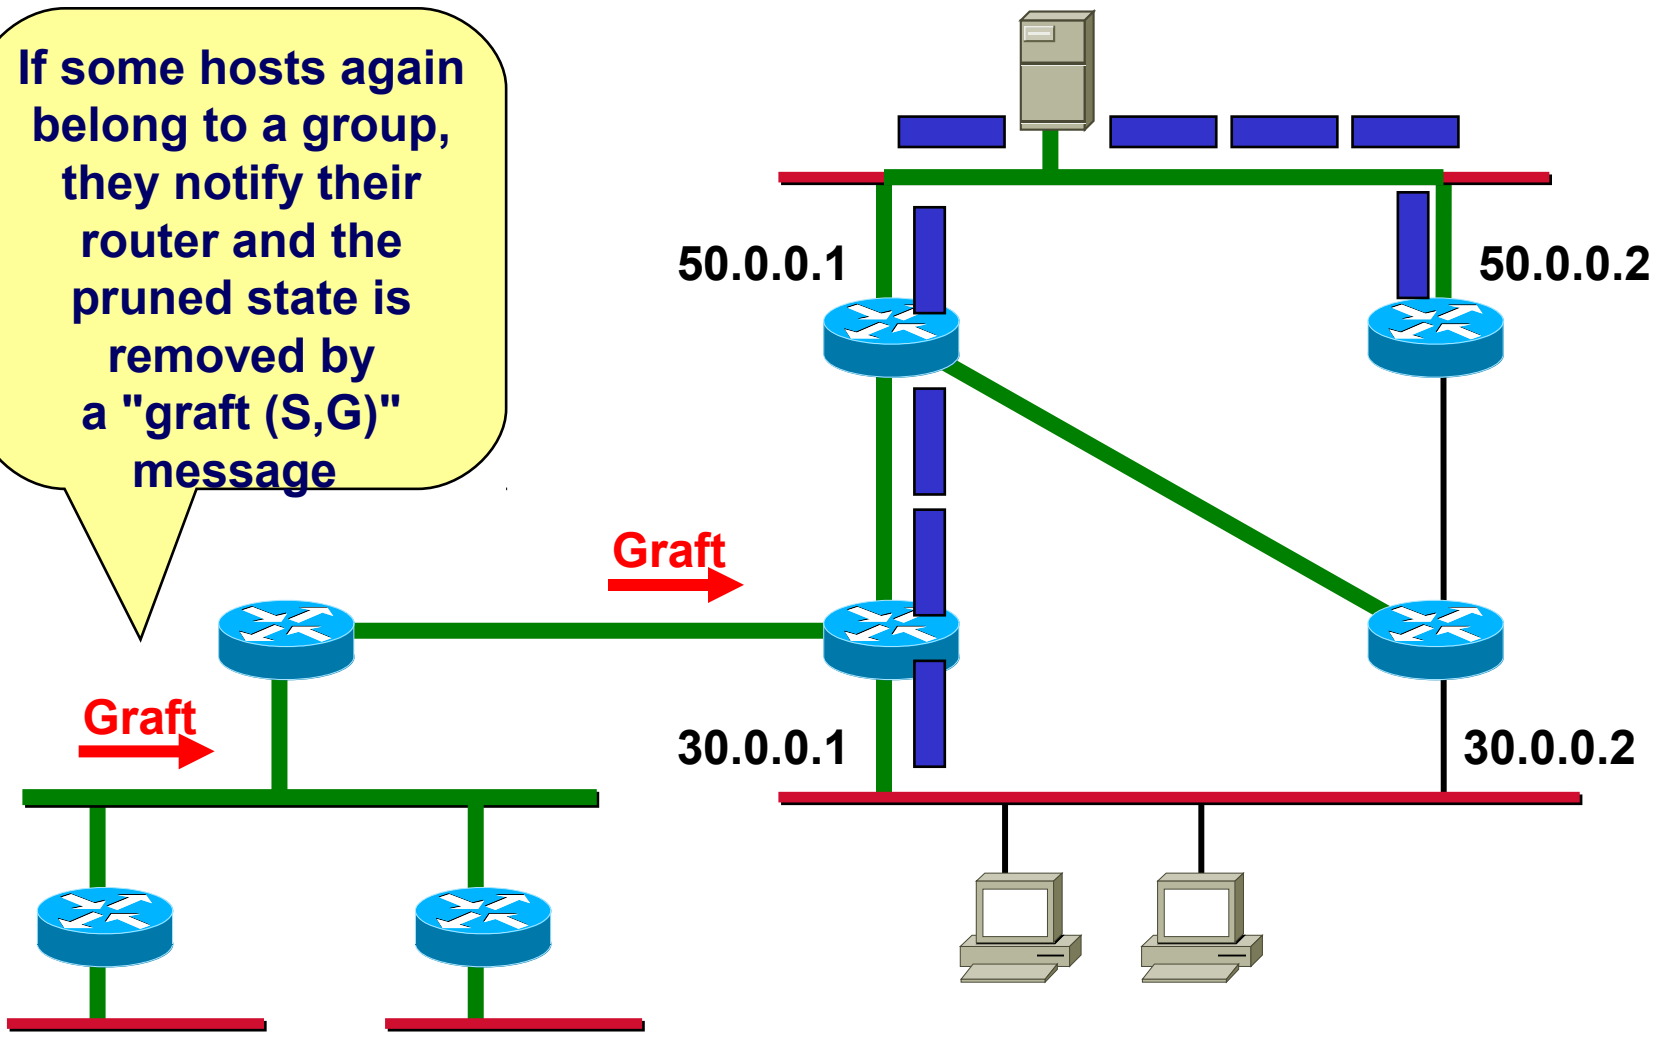 If some hosts again
belong to a group,
they notify their
router and the
pruned state is
removed by
a "graft (S,G)"
message
50.0.0.1
50.0.0.2
Graft
Graft
30.0.0.1
30.0.0.2